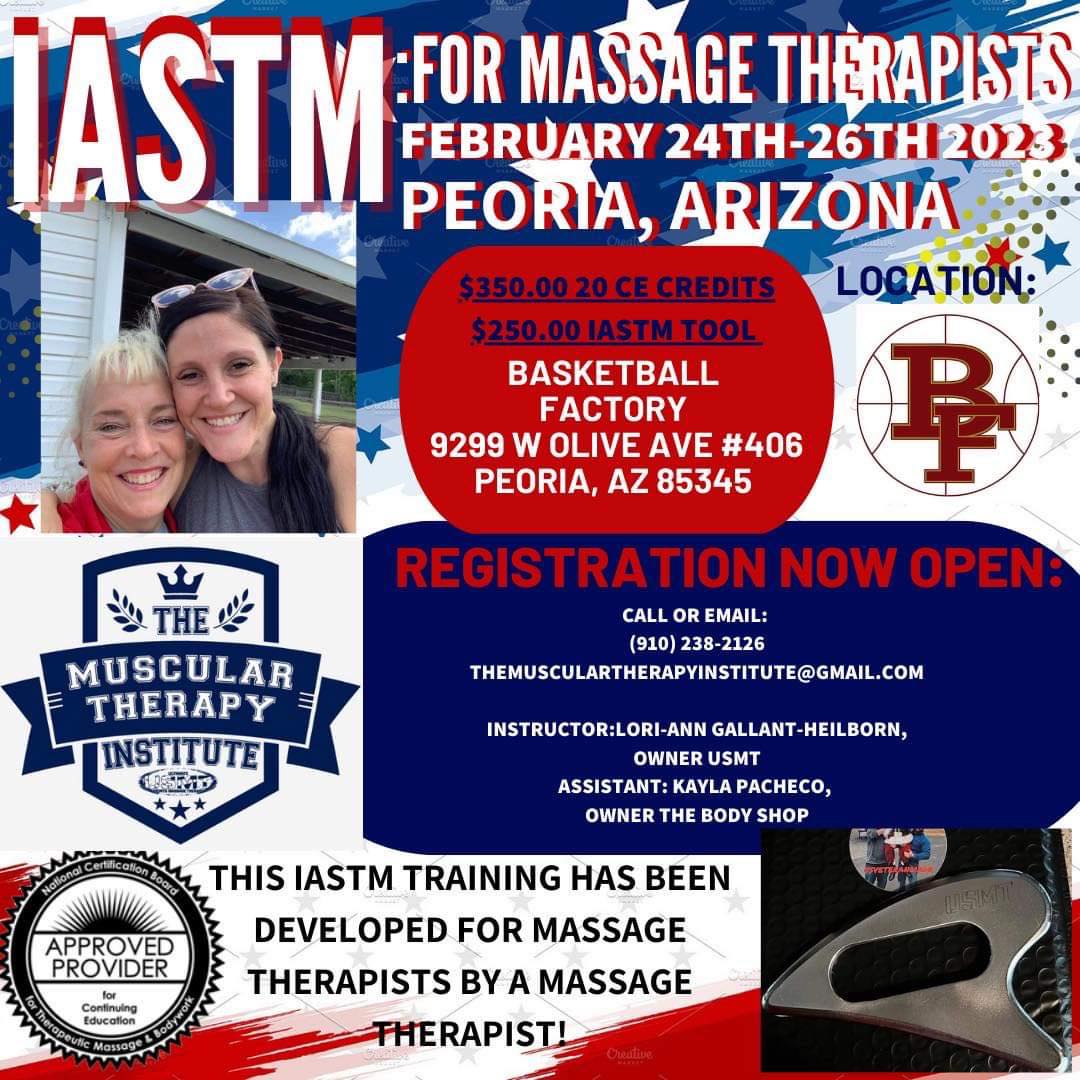 IASTM
:FOR MASSAGE THERAPISTS
FEBRUARY 24TH-26TH 2023
PEORIA, ARIZONA
$350.00 20 CE CREDITS
$250.00 IASTM TOOL
BASKETBALL
FACTORY
9299 W OLIVE AVE #406
PEORIA, AZ 85345
LOCATION:
BF
REGISTRATION NOW OPEN:
CALL OR EMAIL:
(910) 238-2126
THEMUSCULARTHERAPYINSTITUTE@GMAIL.COM
INSTRUCTOR:LORI-ANN GALLANT-HEILBORN,
OWNER USMT
ASSISTANT: KAYLA PACHECO,
OWNER THE BODY SHOP
THE
MUSCULAR
THERAPY
INSTITUTE
National Certification Board
APPROVED
PROVIDER
for
Continuing
Education
for Therapeutic Massage & Bodywork
THIS IASTM TRAINING HAS BEEN
DEVELOPED FOR MASSAGE
THERAPISTS BY A MASSAGE
THERAPIST!
USMT
Creative
MARKET